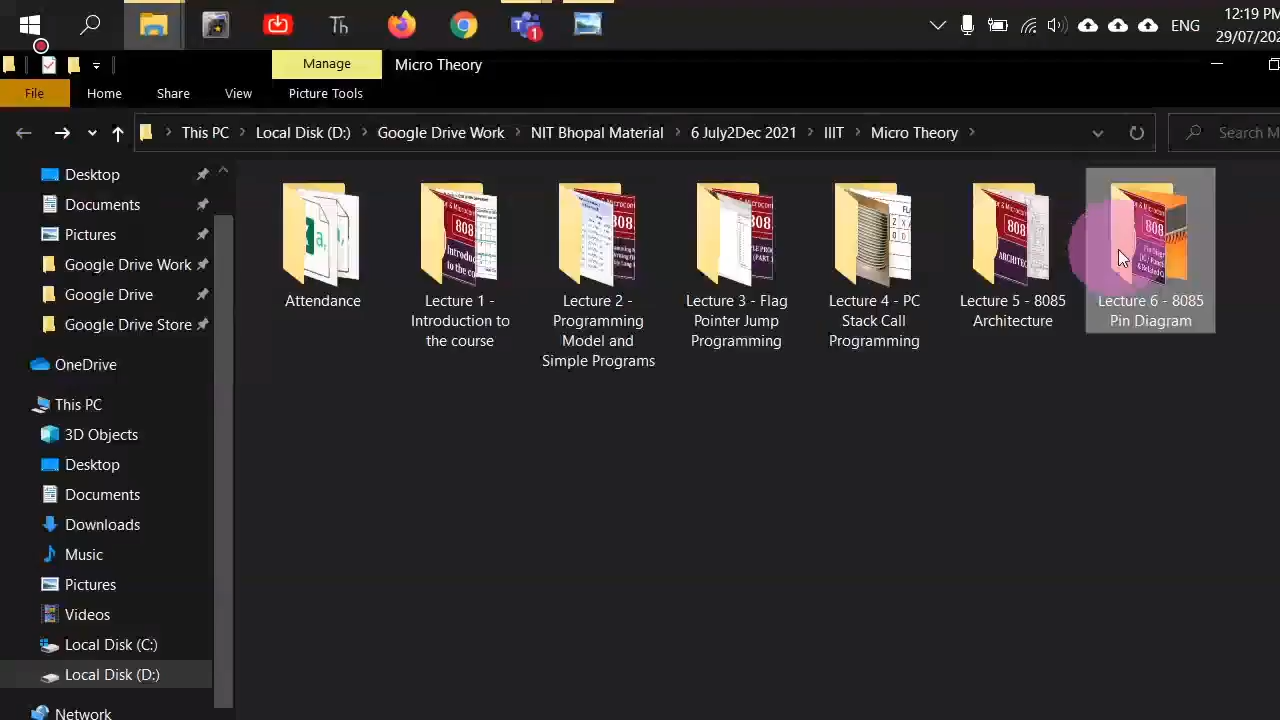 Th
1
ENG
12:19 PM
29/07/202
Manage
Micro Theory
File
Home
Share
View
Picture Tools
This PC
Local Disk (D:)
Google Drive Work
NIT Bhopal Material
6 July2Dec 2021
IIIT
Micro Theory
Search M
Desktop
Documents
Pictures
Google Drive Work
Google Drive
Google Drive Store
OneDrive
This PC
3D Objects
Desktop
Documents
Downloads
Music
Pictures
Videos
Local Disk (C:)
Local Disk (D:)
Network
Attendance
Lecture 1 -
Introduction to
the course
Lecture 2 -
Programming
Model and
Simple Programs
Lecture 3 - Flag
Pointer Jump
Programming
Lecture 4 - PC
Stack Call
Programming
Lecture 5 - 8085
Architecture
Lecture 6 - 8085
Pin Diagram